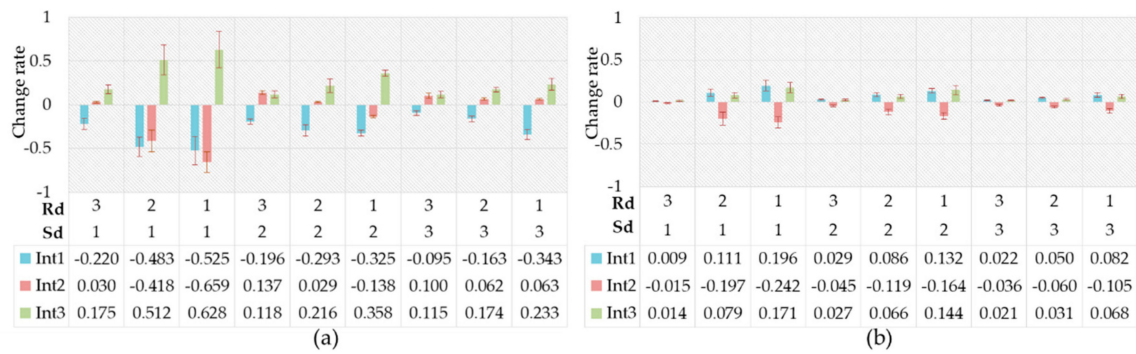 1
0.5
0
-0.5
-1
Change rate
Rd 3 2 1 3 2 1 3 2 1
Sd 1 1 1 2 2 2 3 3 3
Int1 -0.220 -0.483 -0.525 -0.196 -0.293 -0.325 -0.095 -0.163 -0.343
Int2 0.030 -0.418 -0.659 0.137 0.029 -0.138 0.100 0.062 0.063
Int3 0.175 0.512 0.628 0.118 0.216 0.358 0.115 0.174 0.233
(a)
1
0.5
0
-0.5
-1
Change rate
Rd 3 2 1 3 2 1 3 2 1
Sd 1 1 1 2 2 2 3 3 3
Int1 0.009 0.111 0.196 0.029 0.086 0.132 0.022 0.050 0.082
Int2 -0.015 -0.197 -0.242 -0.045 -0.119 -0.164 -0.036 -0.060 -0.105
Int3 0.014 0.079 0.171 0.027 0.066 0.144 0.021 0.031 0.068
(b)